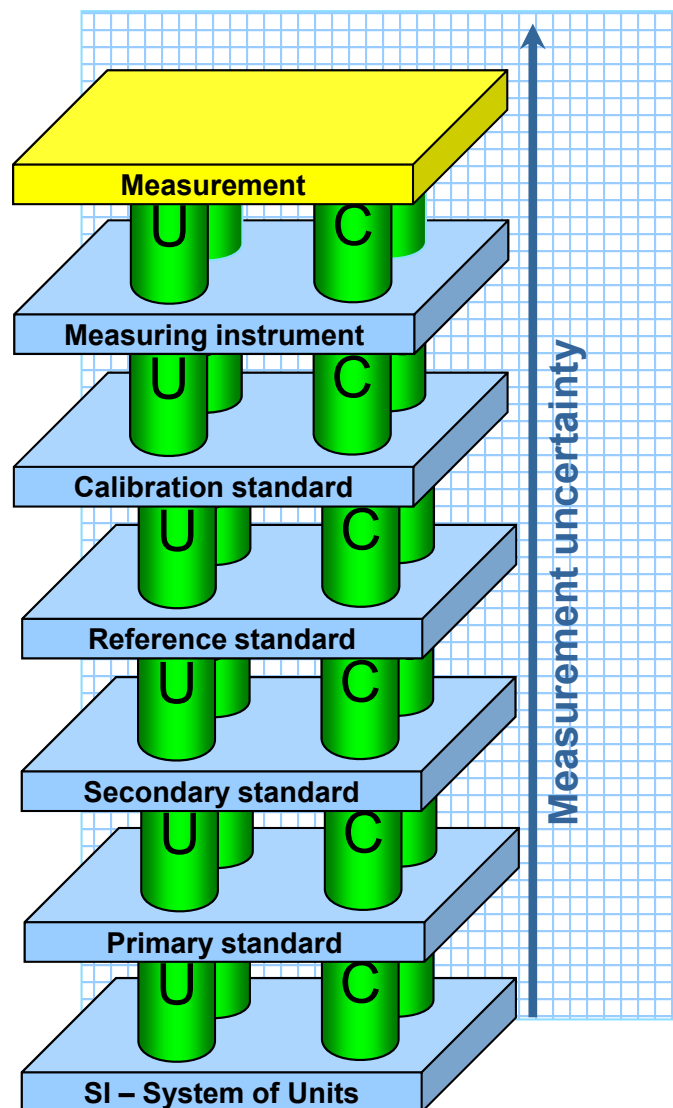 Measurement
U C
Measuring instrument
U C
Calibration standard
U C
Reference standard
U C
Secondary standard
U C
Primary standard
U C
SI – System of Units
Measurement uncertainty